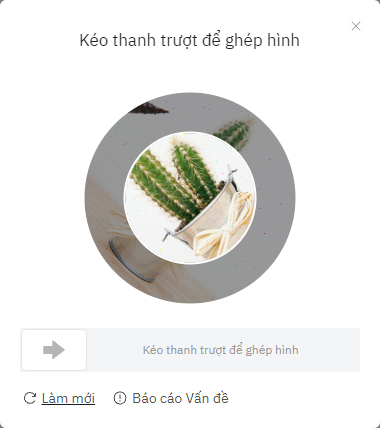 Kéo thanh trượt để ghép hình
Kéo thanh trượt để ghép hình
Làm mới
Báo cáo Vấn đề